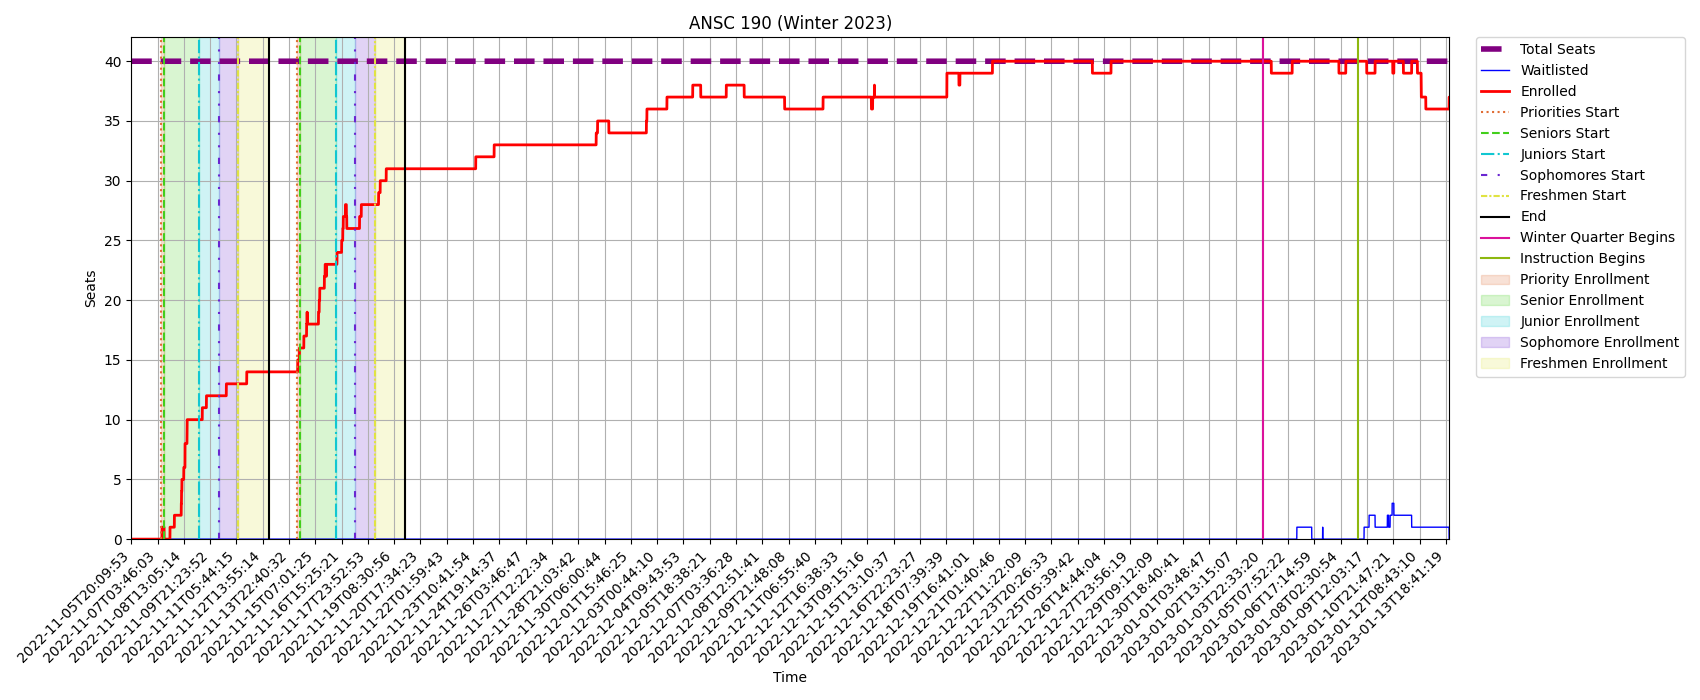 ANSC 190 (Winter 2023)
Seats
40
35
30
25
20
15
10
5
0
2022-11-05T20:09:53
2022-11-07T03:46:03
2022-11-08T13:05:14
2022-11-09T21:23:52
2022-11-11T05:44:15
2022-11-12T13:55:14
2022-11-13T22:40:32
2022-11-15T07:01:25
2022-11-16T15:25:21
2022-11-17T23:52:53
2022-11-19T08:30:56
2022-11-20T17:34:23
2022-11-22T01:59:43
2022-11-23T10:41:54
2022-11-24T19:14:37
2022-11-26T03:46:47
2022-11-27T12:22:34
2022-11-28T21:03:42
2022-11-30T06:00:44
2022-12-01T15:46:25
2022-12-03T00:44:10
2022-12-04T09:43:53
2022-12-05T18:38:21
2022-12-07T03:36:28
2022-12-08T12:51:41
2022-12-09T21:48:08
2022-12-11T06:55:40
2022-12-12T16:38:33
2022-12-13T09:15:16
2022-12-15T13:10:37
2022-12-16T22:23:27
2022-12-18T07:39:39
2022-12-19T16:41:01
2022-12-21T01:40:46
2022-12-22T11:22:09
2022-12-23T20:26:33
2022-12-25T05:39:42
2022-12-26T14:44:04
2022-12-27T23:56:19
2022-12-29T09:12:09
2022-12-30T18:40:41
2023-01-01T03:48:47
2023-01-02T13:15:07
2023-01-03T22:33:20
2023-01-05T07:52:22
2023-01-06T17:14:59
2023-01-08T02:30:54
2023-01-09T12:03:17
2023-01-10T21:47:21
2023-01-12T08:43:10
2023-01-13T18:41:19
Time
Total Seats
Waitlisted
Enrolled
Priorities Start
Seniors Start
Juniors Start
Sophomores Start
Freshmen Start
End
Winter Quarter Begins
Instruction Begins
Priority Enrollment
Senior Enrollment
Junior Enrollment
Sophomore Enrollment
Freshmen Enrollment